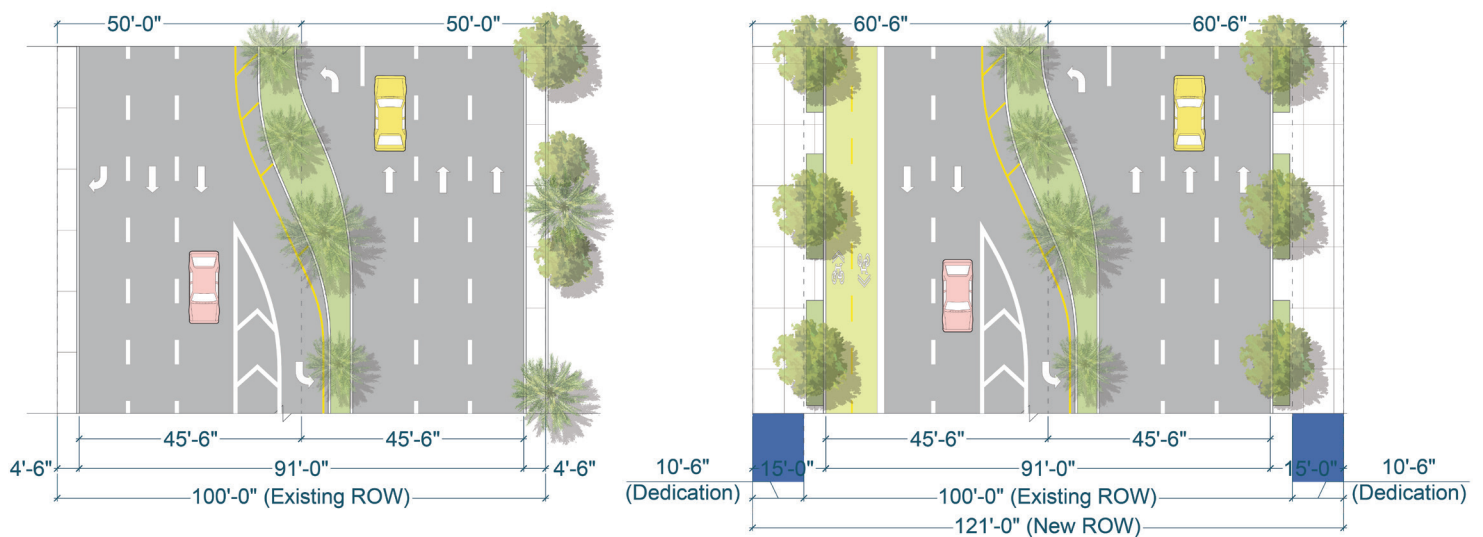 50'-0" 50'-0"
45'-6" 45'-6"
4'-6" 91'-0" 4'-6"
100'-0" (Existing ROW)
60'-6" 60'-6"
45'-6" 45'-6"
10'-6" 15'-0" 91'-0" 15'-0" 10'-6"
(Dedication) 100'-0" (Existing ROW) (Dedication)
121'-0" (New ROW)